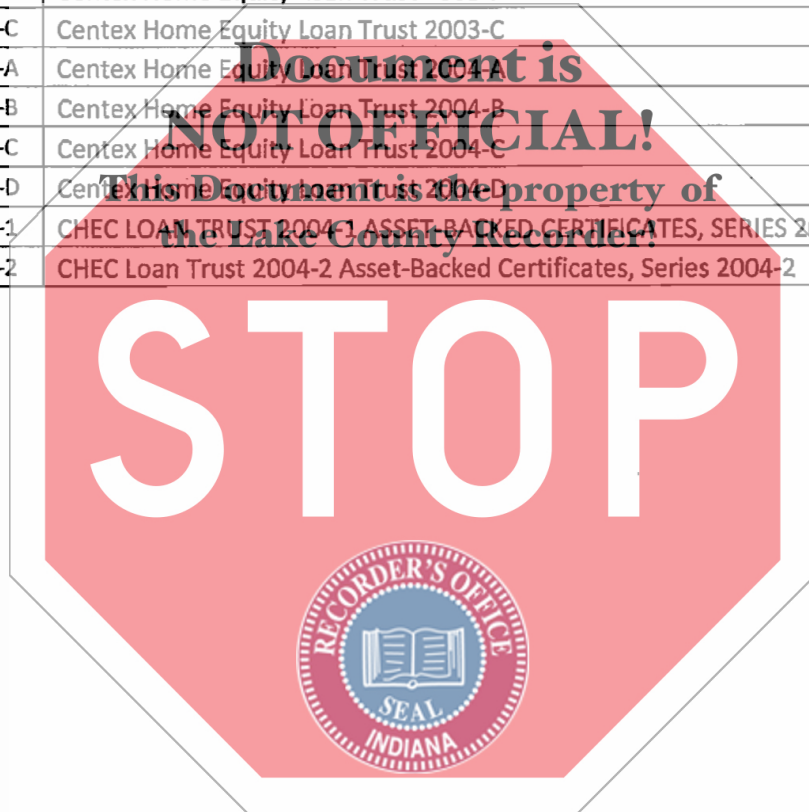 -C Centex Home Equity Loan Trust 2003-C
-A Centex Home Equity Loan Trust 2004-A
-B Centex Home Equity Loan Trust 2004-B
-C Centex Home Equity Loan Trust 2004-C
-D Centex Home Equity Loan Trust 2004-D
-1 CHEC LOAN TRUST 2004-1 ASSET-BACKED CERTIFICATES, SERIES 2
-2 CHEC Loan Trust 2004-2 Asset-Backed Certificates, Series 2004-2
Document is
NOT OFFICIAL!
This Document is the property of
the Lake County Recorder!
STOP
RECORDER'S OFFICE
SEAL
INDIANA